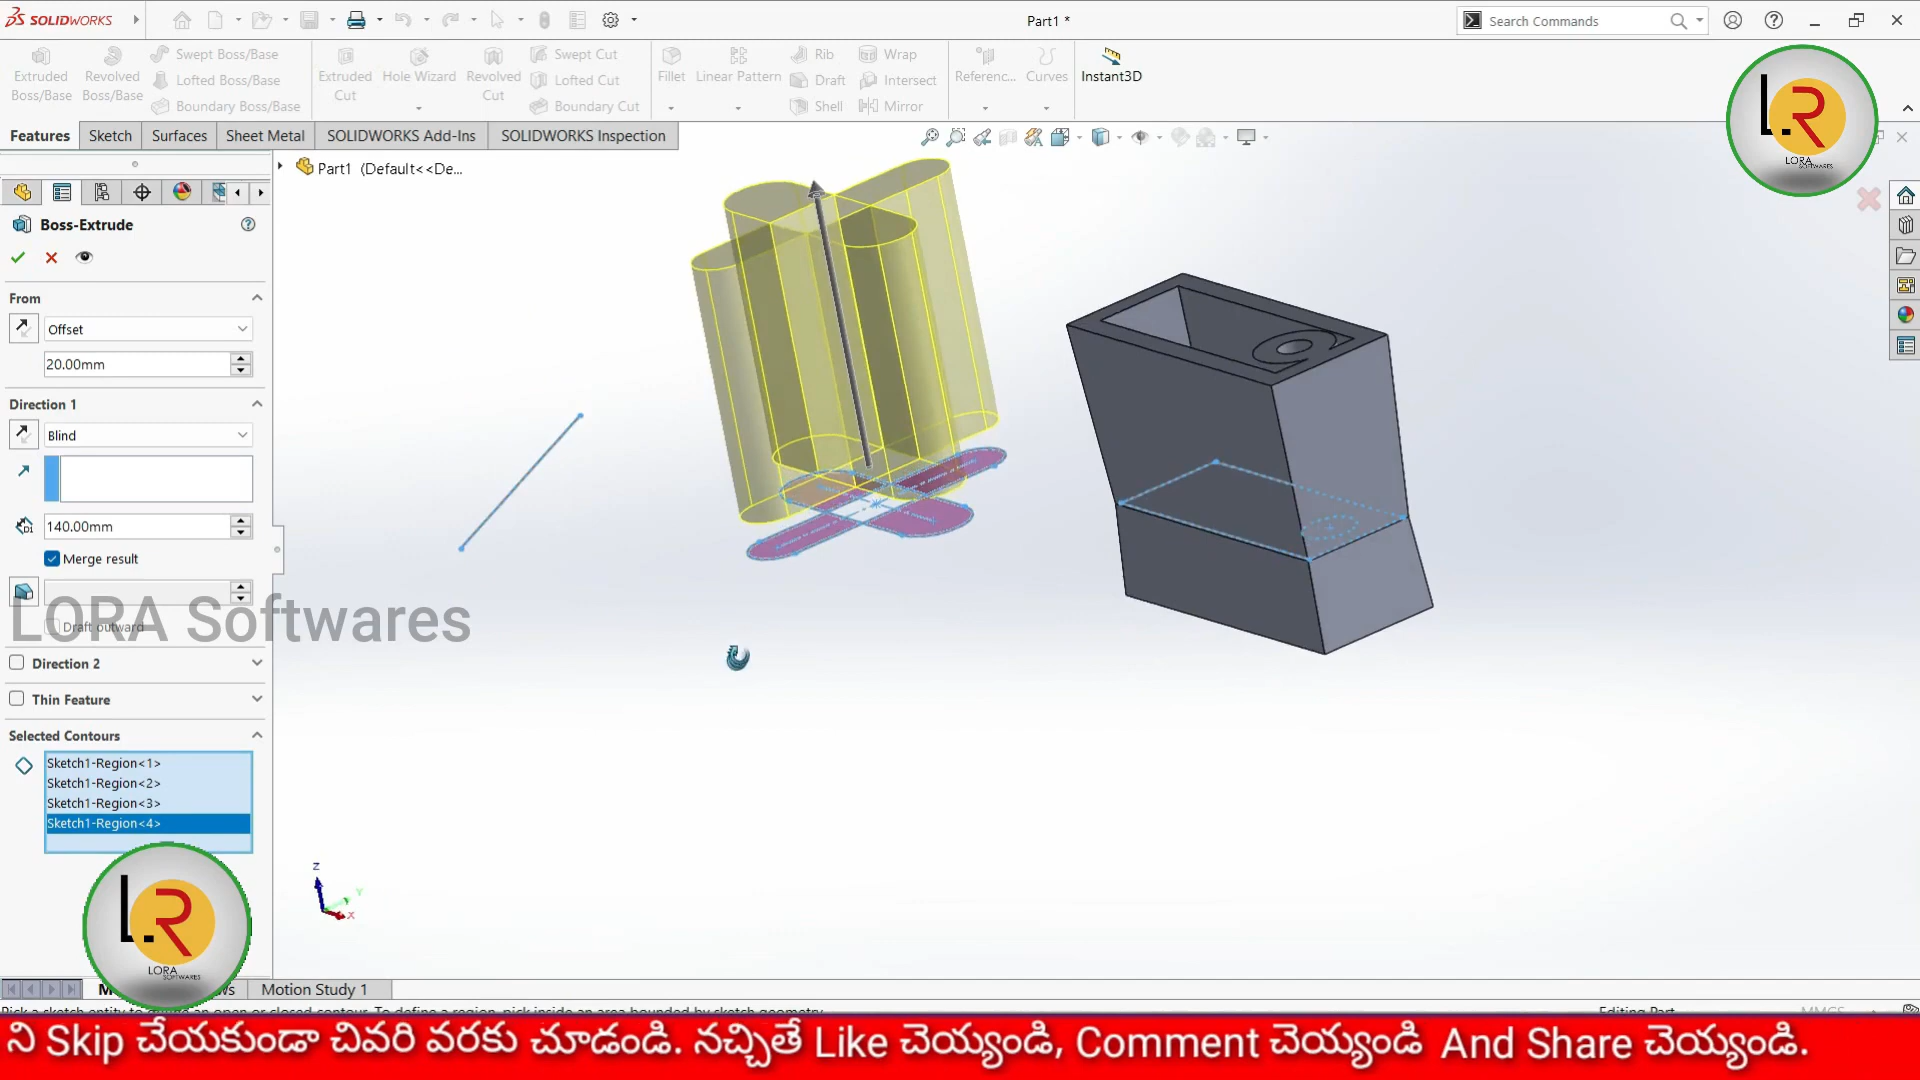 SOLIDWORKS
Part1 *
Search Commands
Extruded Boss/Base
Revolved Boss/Base
Swept Boss/Base
Lofted Boss/Base
Boundary Boss/Base
Extruded Cut
Hole Wizard
Revolved Cut
Swept Cut
Lofted Cut
Boundary Cut
Fillet
Linear Pattern
Rib
Draft
Shell
Wrap
Intersect
Mirror
Referenc...
Curves
Instant3D
L.R
LORA
SOFTWARES
Features
Sketch
Surfaces
Sheet Metal
SOLIDWORKS Add-Ins
SOLIDWORKS Inspection
Part1 (Default<<De...
Boss-Extrude
From
Offset
20.00mm
Direction 1
Blind
140.00mm
Merge result
LORA Softwares
Draft outward
Direction 2
Thin Feature
Selected Contours
Sketch1-Region<1>
Sketch1-Region<2>
Sketch1-Region<3>
Sketch1-Region<4>
Z
Y
X
L.R
LORA
SOFTWARES
Motion Study 1
Editing Part
MMGS
ని Skip చేయకుండా చివరి వరకు చూడండి. నచ్చితే Like చెయ్యండి, Comment చెయ్యండి And Share చెయ్యండి.